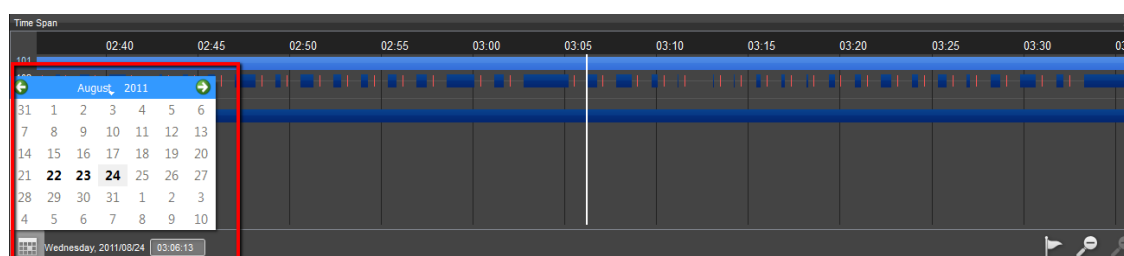 Time Span
02:40 02:45 02:50 02:55 03:00 03:05 03:10 03:15 03:20 03:25 03:30
August, 2011
31 1 2 3 4 5 6
7 8 9 10 11 12 13
14 15 16 17 18 19 20
21 22 23 24 25 26 27
28 29 30 31 1 2 3
4 5 6 7 8 9 10
Wednesday, 2011/08/24 03:06:13